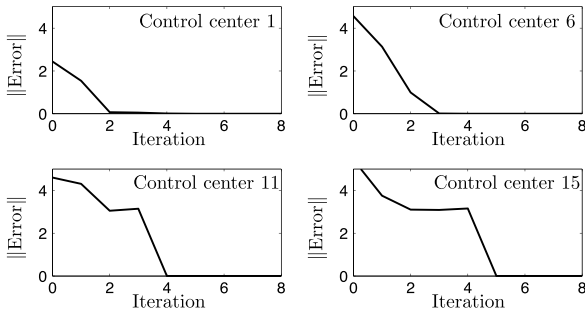 Control center 1
‖Error‖
4
2
0
0 2 4 6 8
Iteration
Control center 6
‖Error‖
4
2
0
0 2 4 6 8
Iteration
Control center 11
‖Error‖
4
2
0
0 2 4 6 8
Iteration
Control center 15
‖Error‖
4
2
0
0 2 4 6 8
Iteration